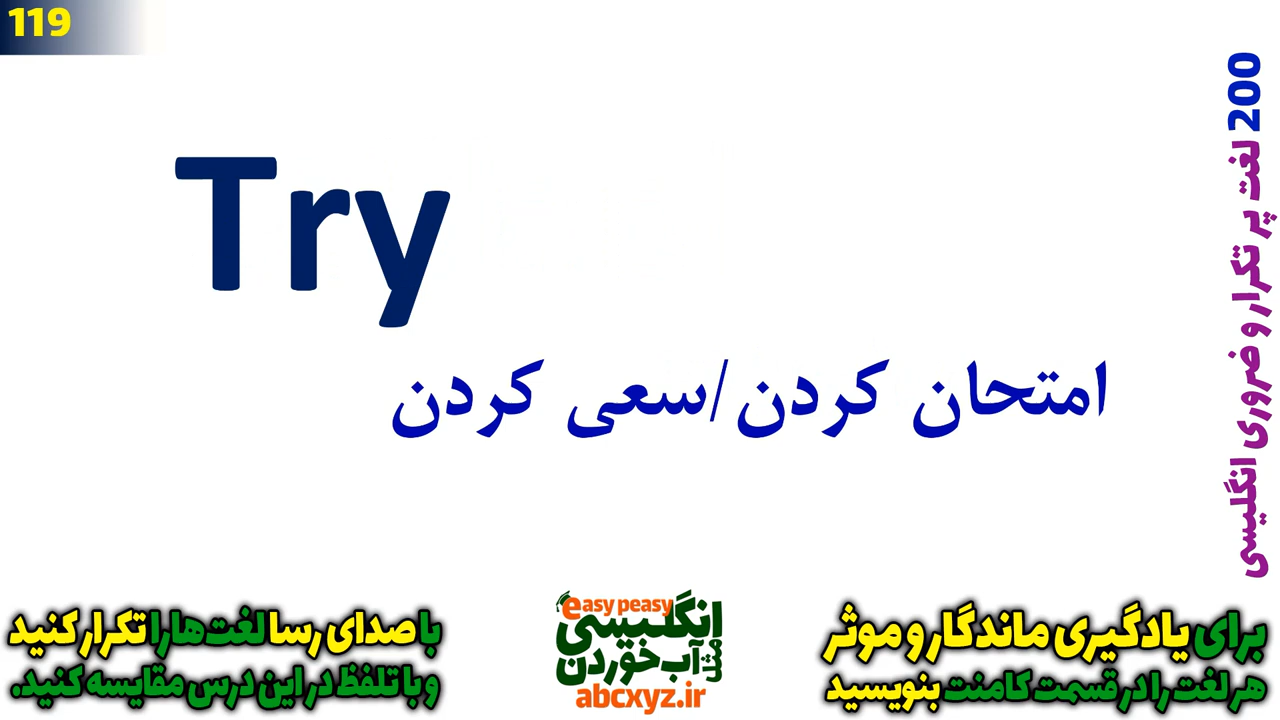 119
Try
امتحان کردن/سعی کردن
200 لغت پر تکرار و ضروری انگلیسی
برای یادگیری ماندگار و موثر
هر لغت را در قسمت کامنت بنویسید
easy peasy
انگلیسی
مثل آب خوردن
abcxyz.ir
با صدای رسا لغت‌ها را تکرار کنید
و با تلفظ در این درس مقایسه کنید.